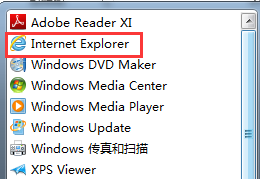 Adobe Reader XI
Internet Explorer
Windows DVD Maker
Windows Media Center
Windows Media Player
Windows Update
Windows 传真和扫描
XPS Viewer